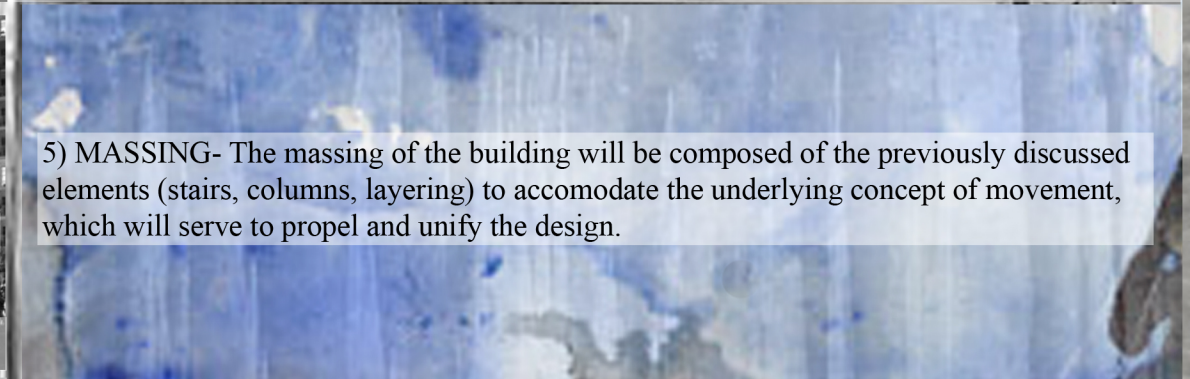 5) MASSING- The massing of the building will be composed of the previously discussed
elements (stairs, columns, layering) to accomodate the underlying concept of movement,
which will serve to propel and unify the design.